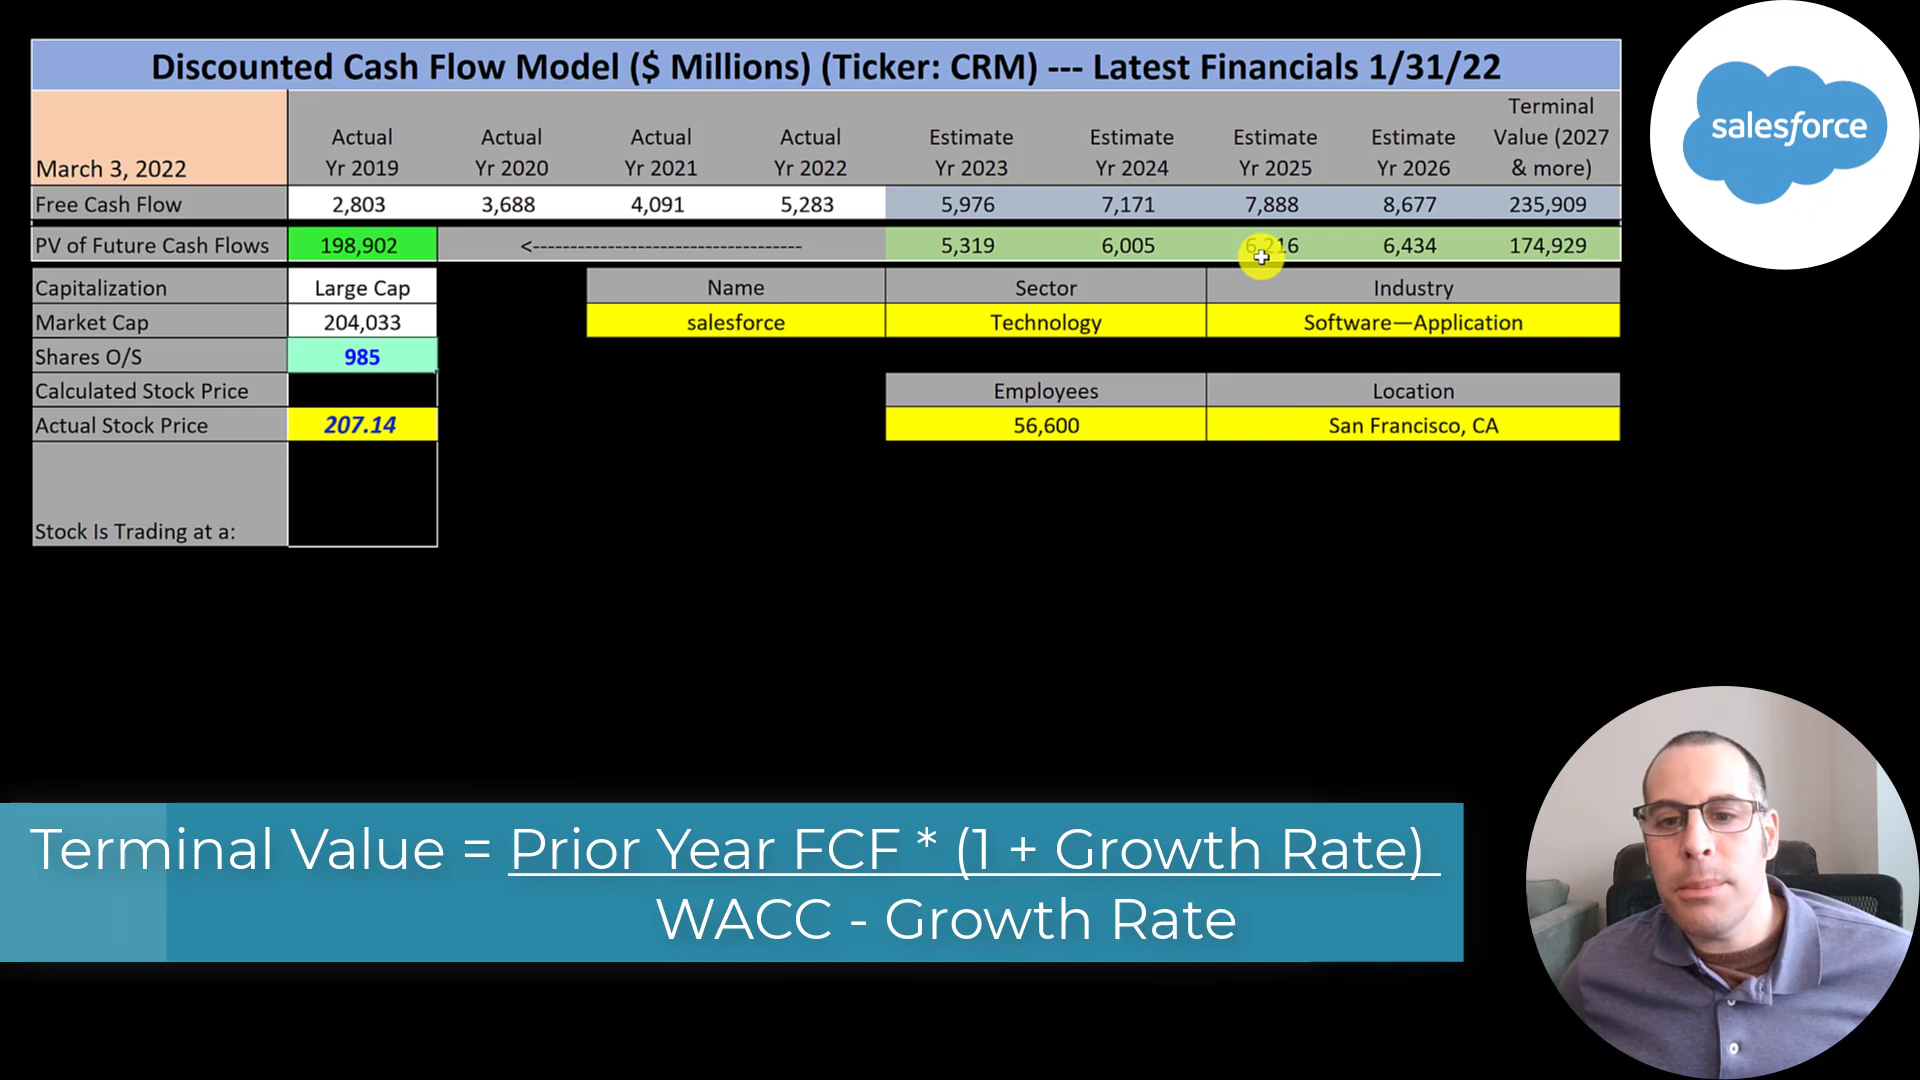 Discounted Cash Flow Model ($ Millions) (Ticker: CRM) --- Latest Financials 1/31/22
salesforce
March 3, 2022 Actual Yr 2019 Actual Yr 2020 Actual Yr 2021 Actual Yr 2022 Estimate Yr 2023 Estimate Yr 2024 Estimate Yr 2025 Estimate Yr 2026 Terminal Value (2027 & more)
Free Cash Flow 2,803 3,688 4,091 5,283 5,976 7,171 7,888 8,677 235,909
PV of Future Cash Flows 198,902 <----------------------------------- 5,319 6,005 6,216 6,434 174,929
Capitalization Large Cap Name Sector Industry
Market Cap 204,033 salesforce Technology Software—Application
Shares O/S 985
Calculated Stock Price Employees Location
Actual Stock Price 207.14 56,600 San Francisco, CA
Stock Is Trading at a:
Terminal Value = Prior Year FCF * (1 + Growth Rate)
WACC - Growth Rate